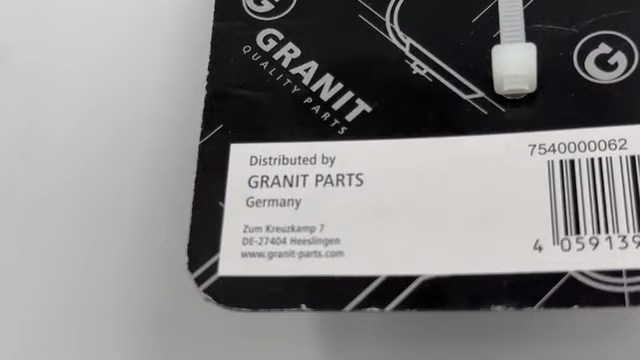 G
GRANIT
QUALITY PARTS
G
Distributed by
GRANIT PARTS
Germany
Zum Kreuzkamp 7
DE-27404 Heeslingen
www.granit-parts.com
7540000062
4 059139